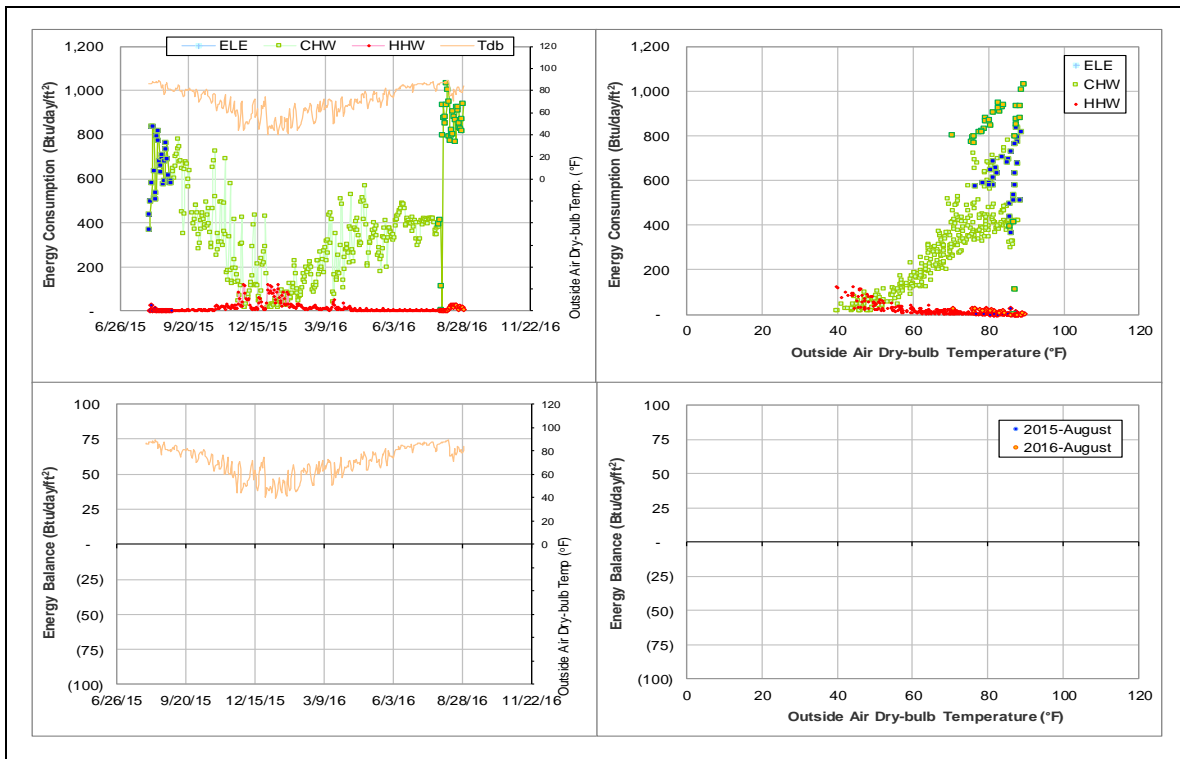 ELE CHW HHW Tdb
Energy Consumption (Btu/day/ft²)
1,200
1,000
800
600
400
200
-
6/26/15 9/20/15 12/15/15 3/9/16 6/3/16 8/28/16 11/22/16
120
100
80
60
40
20
0
Outside Air Dry-bulb Temp. (°F)
Energy Consumption (Btu/day/ft²)
1,200
1,000
800
600
400
200
-
0 20 40 60 80 100 120
Outside Air Dry-bulb Temperature (°F)
ELE
CHW
HHW
Energy Balance (Btu/day/ft²)
100
75
50
25
-
(25)
(50)
(75)
(100)
6/26/15 9/20/15 12/15/15 3/9/16 6/3/16 8/28/16 11/22/16
120
100
80
60
40
20
0
Outside Air Dry-bulb Temp (°F)
Energy Balance (Btu/day/ft²)
100
75
50
25
-
(25)
(50)
(75)
(100)
0 20 40 60 80 100 120
Outside Air Dry-bulb Temperature (°F)
2015-August
2016-August